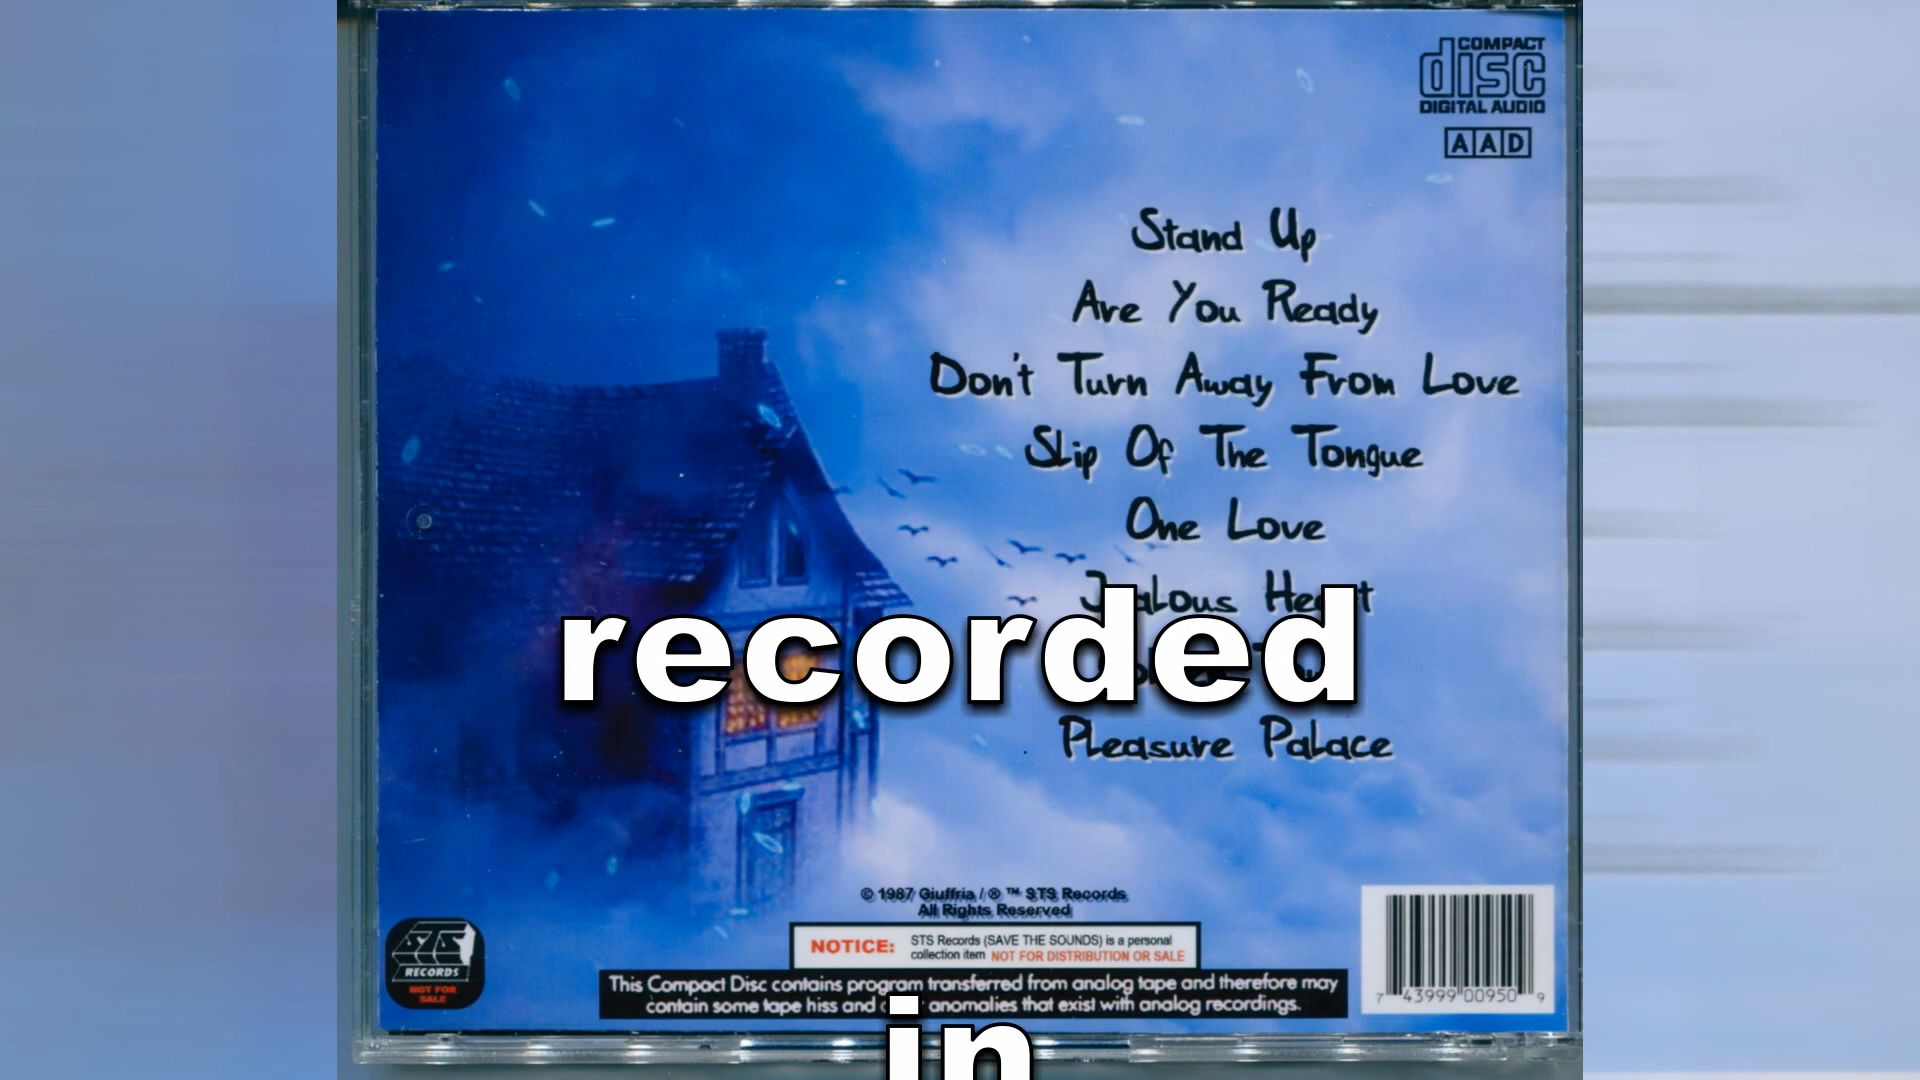 COMPACT
disc
DIGITAL AUDIO
A A D
Stand Up
Are You Ready
Don't Turn Away From Love
Slip Of The Tongue
One Love
Jealous Heart
recorded
Pleasure Palace
© 1987 Giuffria / ® ™ STS Records
All Rights Reserved
NOTICE: STS Records (SAVE THE SOUNDS) is a personal
collection item NOT FOR DISTRIBUTION OR SALE
STS
RECORDS
NOT FOR
SALE
This Compact Disc contains program transferred from analog tape and therefore may
contain some tape hiss and anomalies that exist with analog recordings.
7 43999 00950 9
in